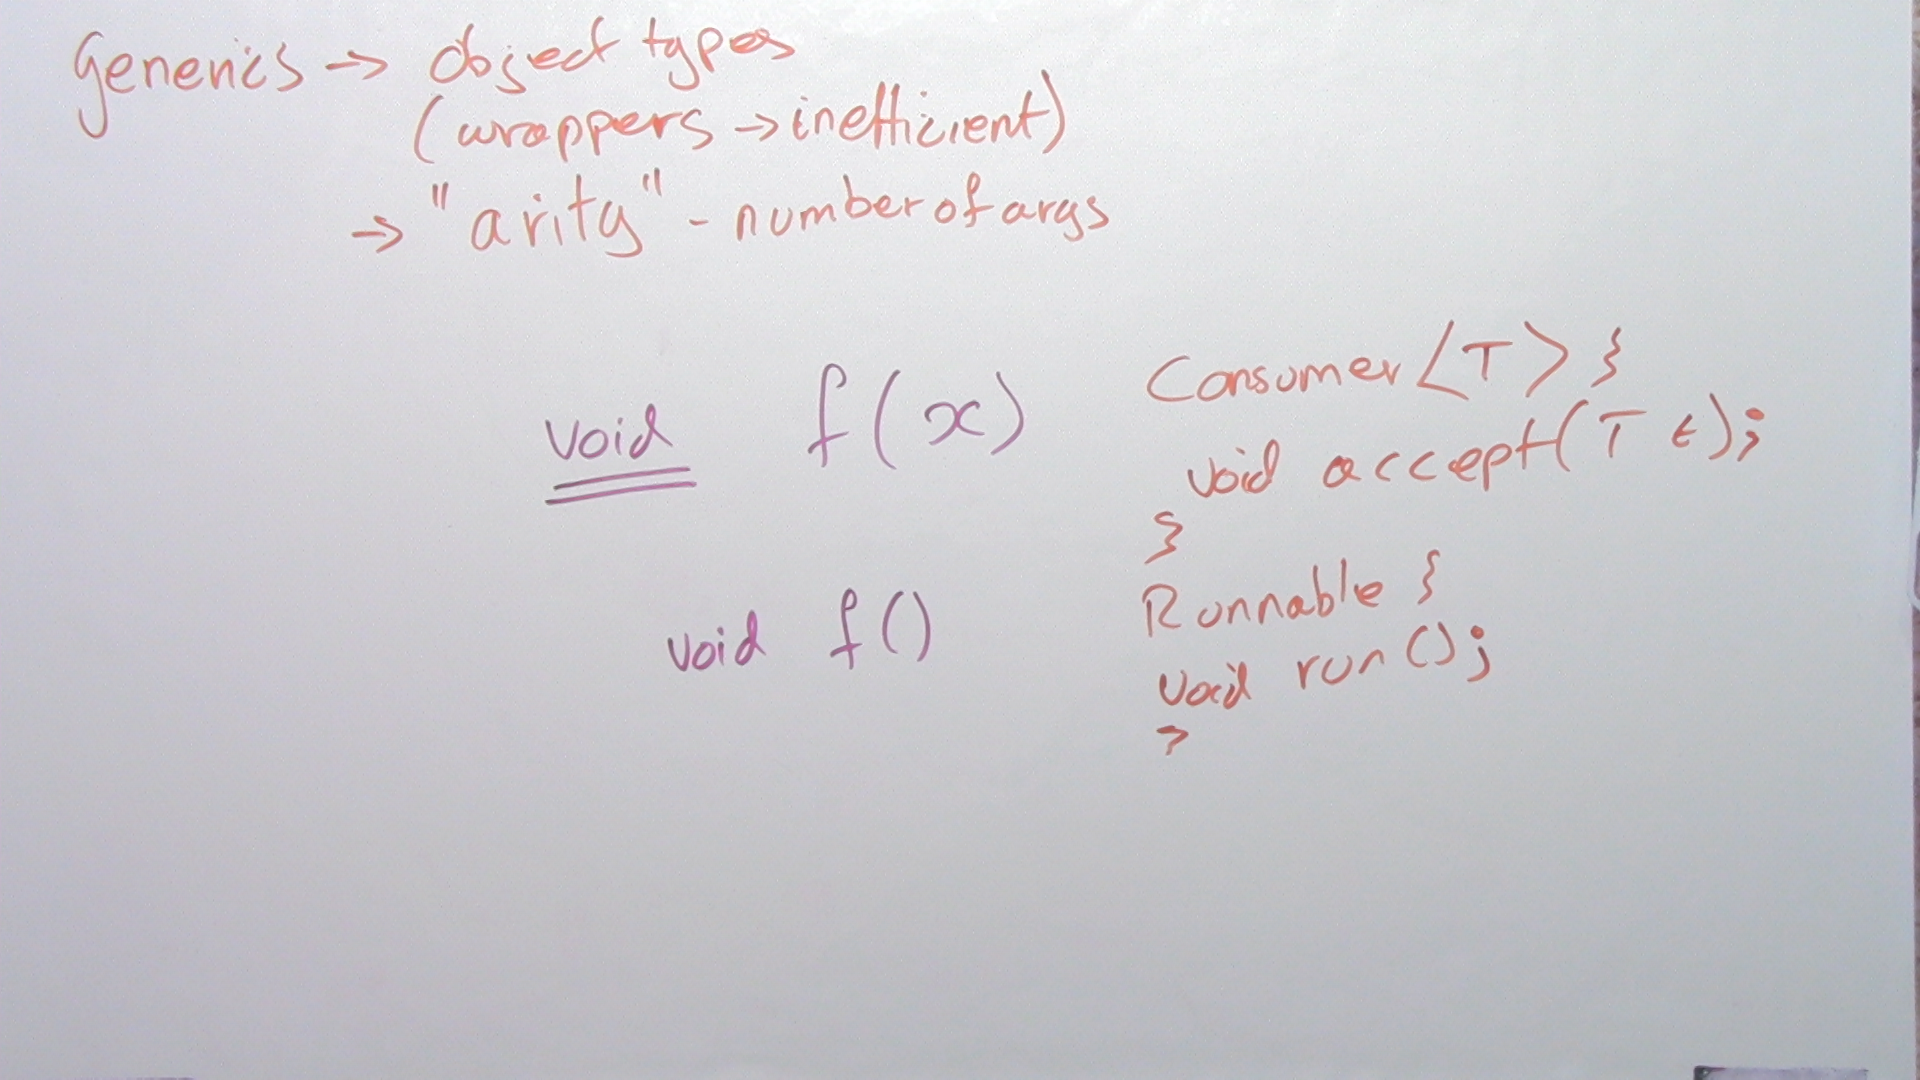 Generics → object types
(wrappers → inefficient)
→ "arity" - number of args
void f(x)
void f()
Consumer<T> {
void accept(T t);
}
Runnable {
void run();
}